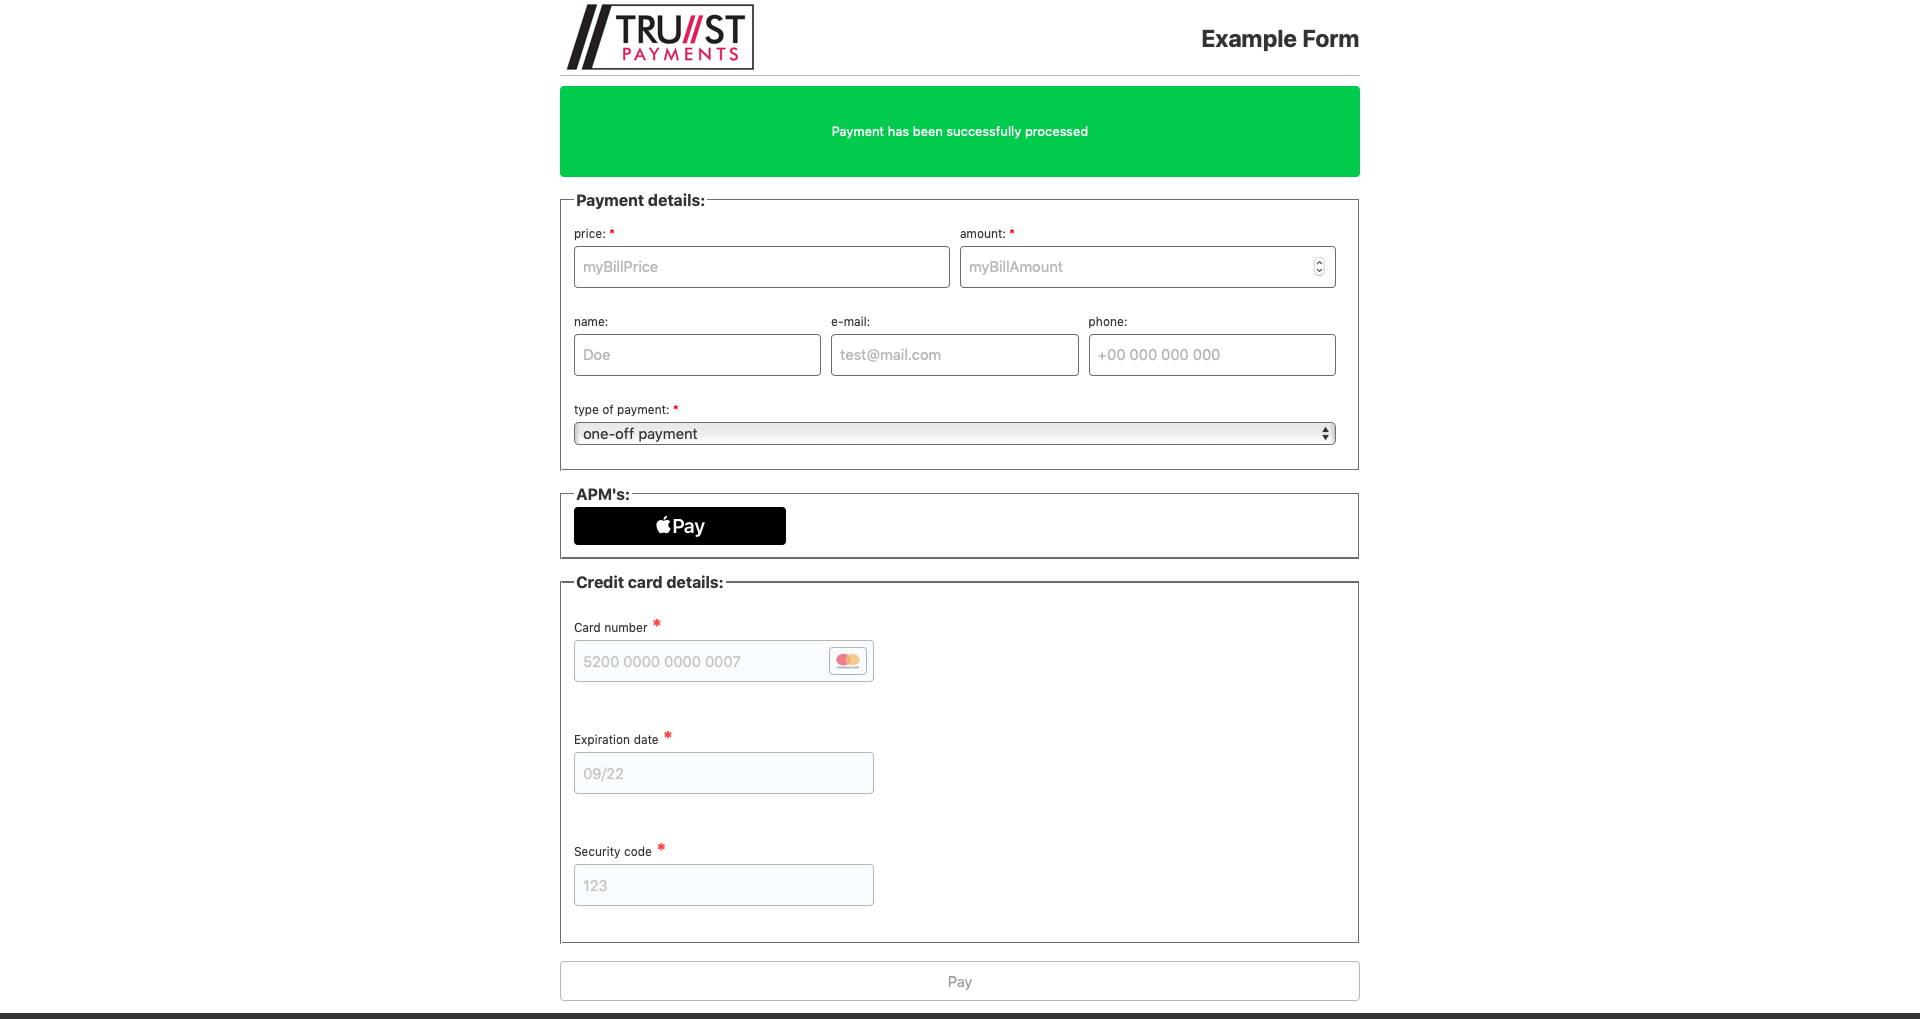 TRU//ST
PAYMENTS
Example Form
Payment has been successfully processed
Payment details:
price: *
amount: *
myBillPrice
myBillAmount
name:
e-mail:
phone:
Doe
test@mail.com
+00 000 000 000
type of payment: *
one-off payment
APM's:
Pay
Credit card details:
Card number *
5200 0000 0000 0007
Expiration date *
09/22
Security code *
123
Pay